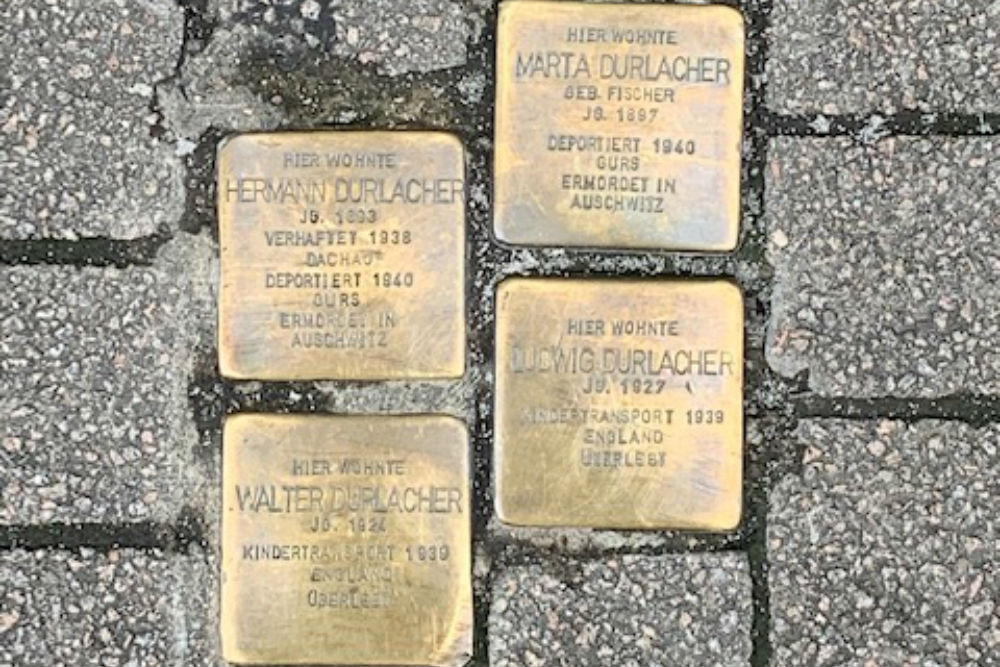 HIER WOHNTE
MARTA DURLACHER
GEB. FISCHER
JG. 1897
DEPORTIERT 1940
GURS
ERMORDET IN
AUSCHWITZ
HIER WOHNTE
HERMANN DURLACHER
JG. 1893
VERHAFTET 1938
DACHAU
DEPORTIERT 1940
GURS
ERMORDET IN
AUSCHWITZ
HIER WOHNTE
LUDWIG DURLACHER
JG. 1927
KINDERTRANSPORT 1939
ENGLAND
ÜBERLEBT
HIER WOHNTE
WALTER DURLACHER
JG. 1924
KINDERTRANSPORT 1939
ENGLAND
ÜBERLEBT